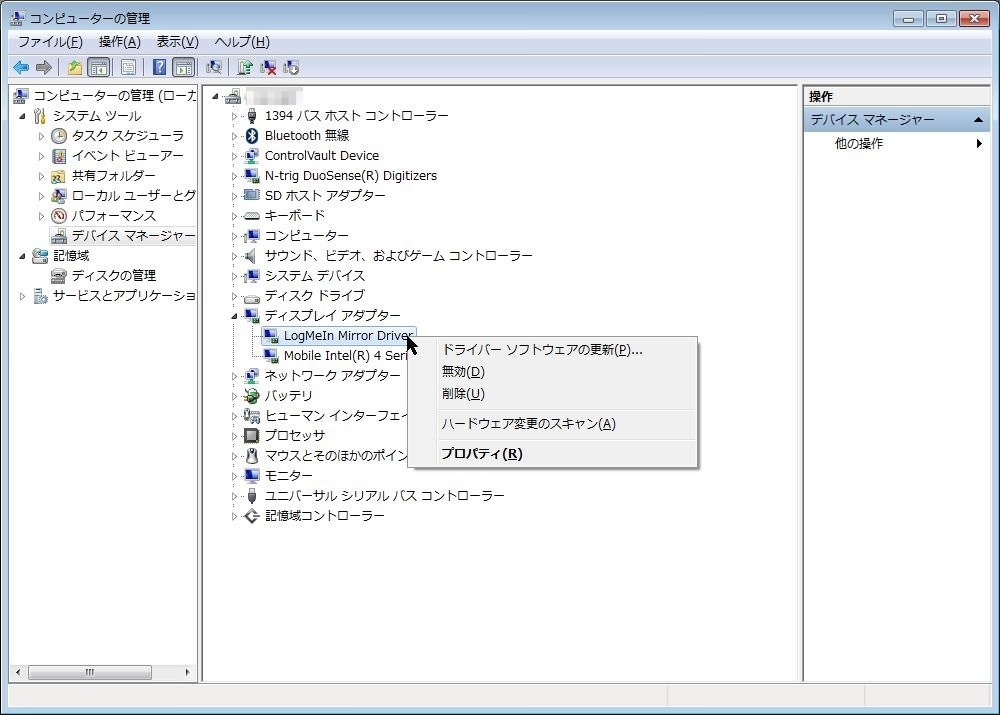 コンピューターの管理
ファイル(F) 操作(A) 表示(V) ヘルプ(H)
コンピューターの管理 (ローカ
システム ツール
タスク スケジューラ
イベント ビューアー
共有フォルダー
ローカル ユーザーとグ
パフォーマンス
デバイス マネージャー
記憶域
ディスクの管理
サービスとアプリケーショ
1394 バス ホスト コントローラー
Bluetooth 無線
ControlVault Device
N-trig DuoSense(R) Digitizers
SD ホスト アダプター
キーボード
コンピューター
サウンド、ビデオ、およびゲーム コントローラー
システム デバイス
ディスク ドライブ
ディスプレイ アダプター
LogMeIn Mirror Driver
Mobile Intel(R) 4 Seri
ネットワーク アダプター
バッテリ
ヒューマン インターフェイ
プロセッサ
マウスとそのほかのポイン
モニター
ユニバーサル シリアル バス コントローラー
記憶域コントローラー
ドライバー ソフトウェアの更新(P)...
無効(D)
削除(U)
ハードウェア変更のスキャン(A)
プロパティ(R)
操作
デバイス マネージャー
他の操作